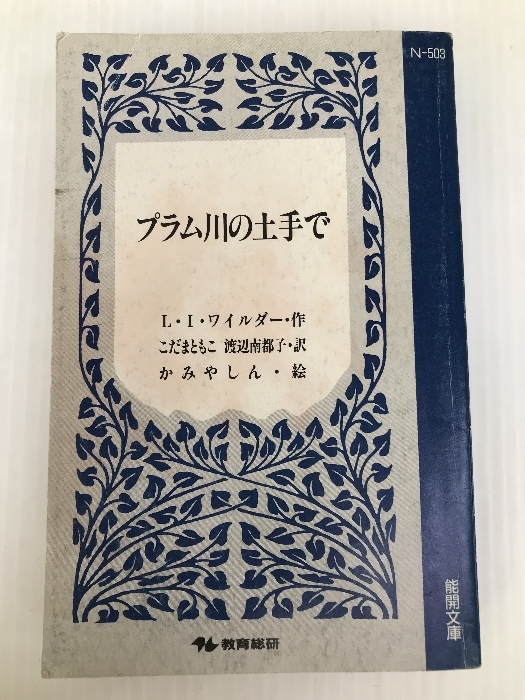 N-503
プラム川の土手で
L・I・ワイルダー・作
こだまともこ 渡辺南都子・訳
かみやしん・絵
能開文庫
教育総研